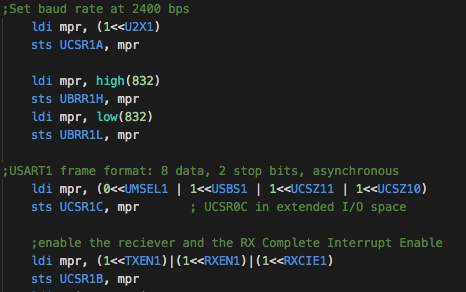 ;Set baud rate at 2400 bps
ldi mpr, (1<<U2X1)
sts UCSR1A, mpr
ldi mpr, high(832)
sts UBRR1H, mpr
ldi mpr, low(832)
sts UBRR1L, mpr
;USART1 frame format: 8 data, 2 stop bits, asynchronous
ldi mpr, (0<<UMSEL1 | 1<<USBS1 | 1<<UCSZ11 | 1<<UCSZ10)
sts UCSR1C, mpr ; UCSR0C in extended I/O space
;enable the reciever and the RX Complete Interrupt Enable
ldi mpr, (1<<TXEN1)|(1<<RXEN1)|(1<<RXCIE1)
sts UCSR1B, mpr